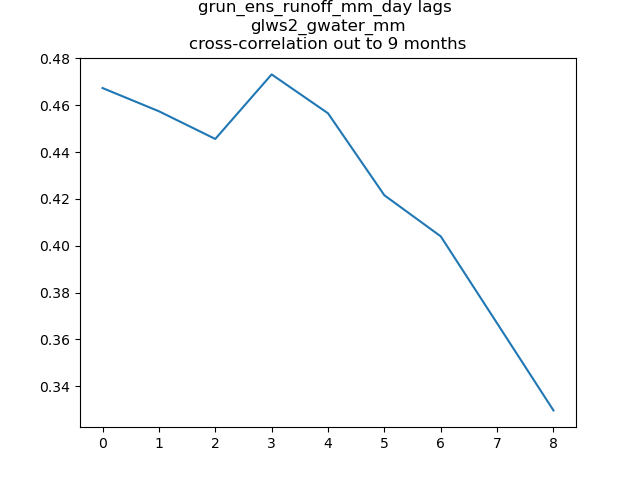 grun_ens_runoff_mm_day lags
glws2_gwater_mm
cross-correlation out to 9 months
0.48
0.46
0.44
0.42
0.40
0.38
0.36
0.34
0 1 2 3 4 5 6 7 8